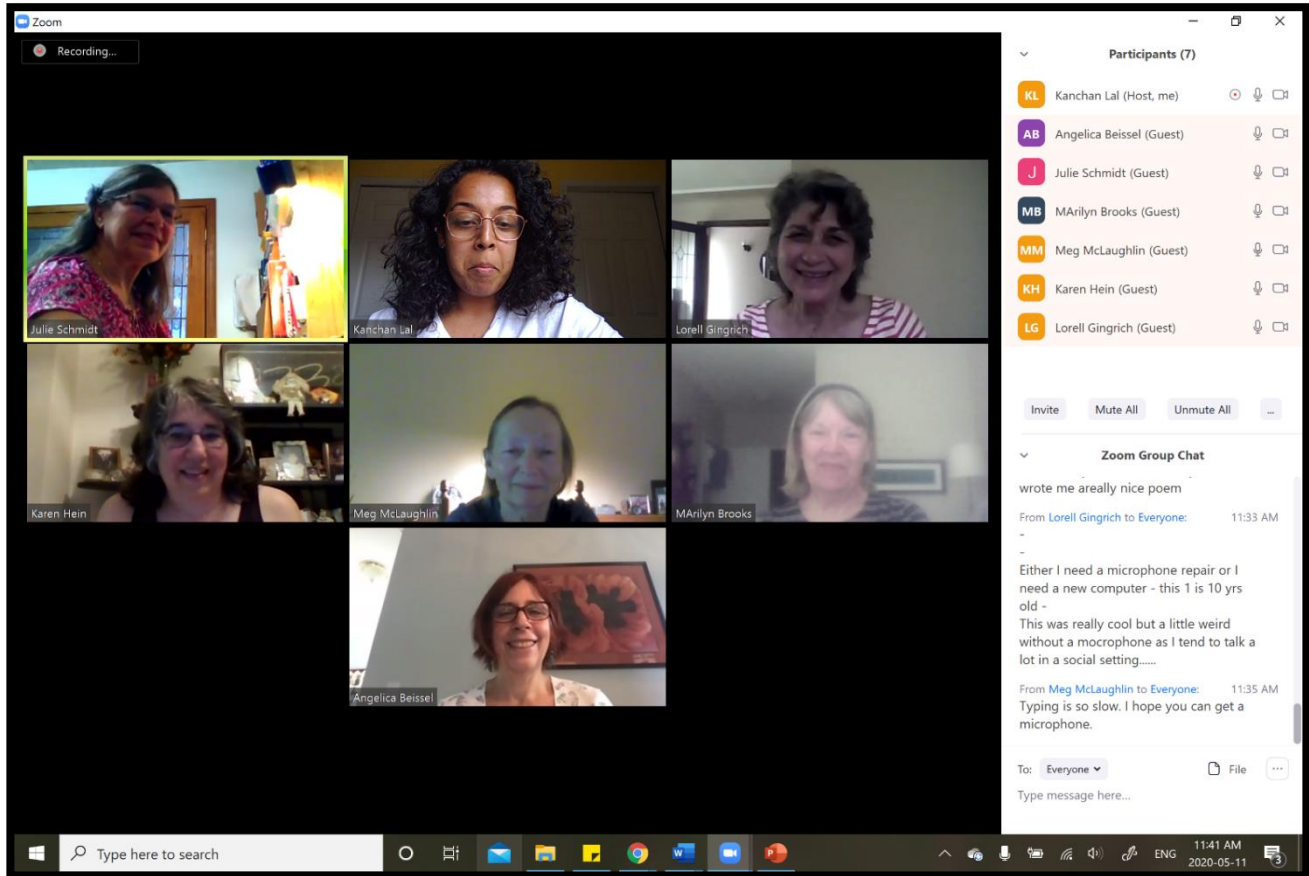 Zoom
Recording...
Julie Schmidt
Kanchan Lal
Lorell Gingrich
Karen Hein
Meg McLaughlin
MArilyn Brooks
Angelica Beissel
Participants (7)
KL Kanchan Lal (Host, me)
AB Angelica Beissel (Guest)
J Julie Schmidt (Guest)
MB MArilyn Brooks (Guest)
MM Meg McLaughlin (Guest)
KH Karen Hein (Guest)
LG Lorell Gingrich (Guest)
Invite Mute All Unmute All ...
Zoom Group Chat
wrote me areally nice poem
From Lorell Gingrich to Everyone: 11:33 AM
-
-
Either I need a microphone repair or I
need a new computer - this 1 is 10 yrs
old -
This was really cool but a little weird
without a mocrophone as I tend to talk a
lot in a social setting......
From Meg McLaughlin to Everyone: 11:35 AM
Typing is so slow. I hope you can get a
microphone.
To: Everyone File ...
Type message here...
Type here to search
ENG
11:41 AM
2020-05-11
3